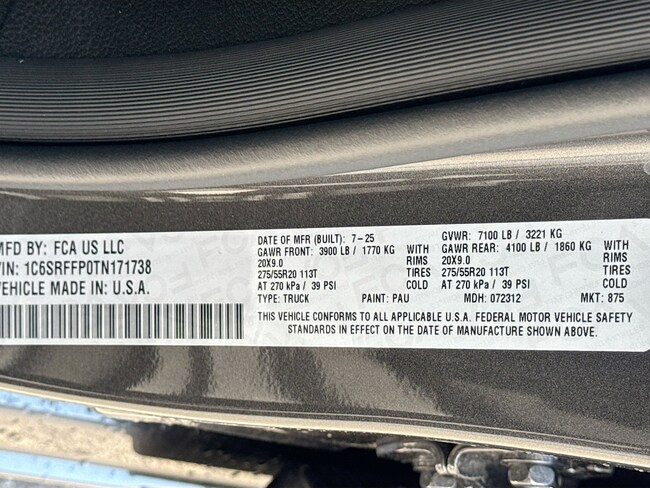 MFD BY: FCA US LLC
VIN: 1C6SRFFP0TN171738
VEHICLE MADE IN: U.S.A.
DATE OF MFR (BUILT): 7-25
GVWR: 7100 LB / 3221 KG
GAWR FRONT: 3900 LB / 1770 KG WITH
20X9.0 RIMS
275/55R20 113T TIRES
AT 270 kPa / 39 PSI COLD
GAWR REAR: 4100 LB / 1860 KG WITH
20X9.0 RIMS
275/55R20 113T TIRES
AT 270 kPa / 39 PSI COLD
TYPE: TRUCK PAINT: PAU MDH: 072312 MKT: 875
THIS VEHICLE CONFORMS TO ALL APPLICABLE U.S.A. FEDERAL MOTOR VEHICLE SAFETY
STANDARDS IN EFFECT ON THE DATE OF MANUFACTURE SHOWN ABOVE.